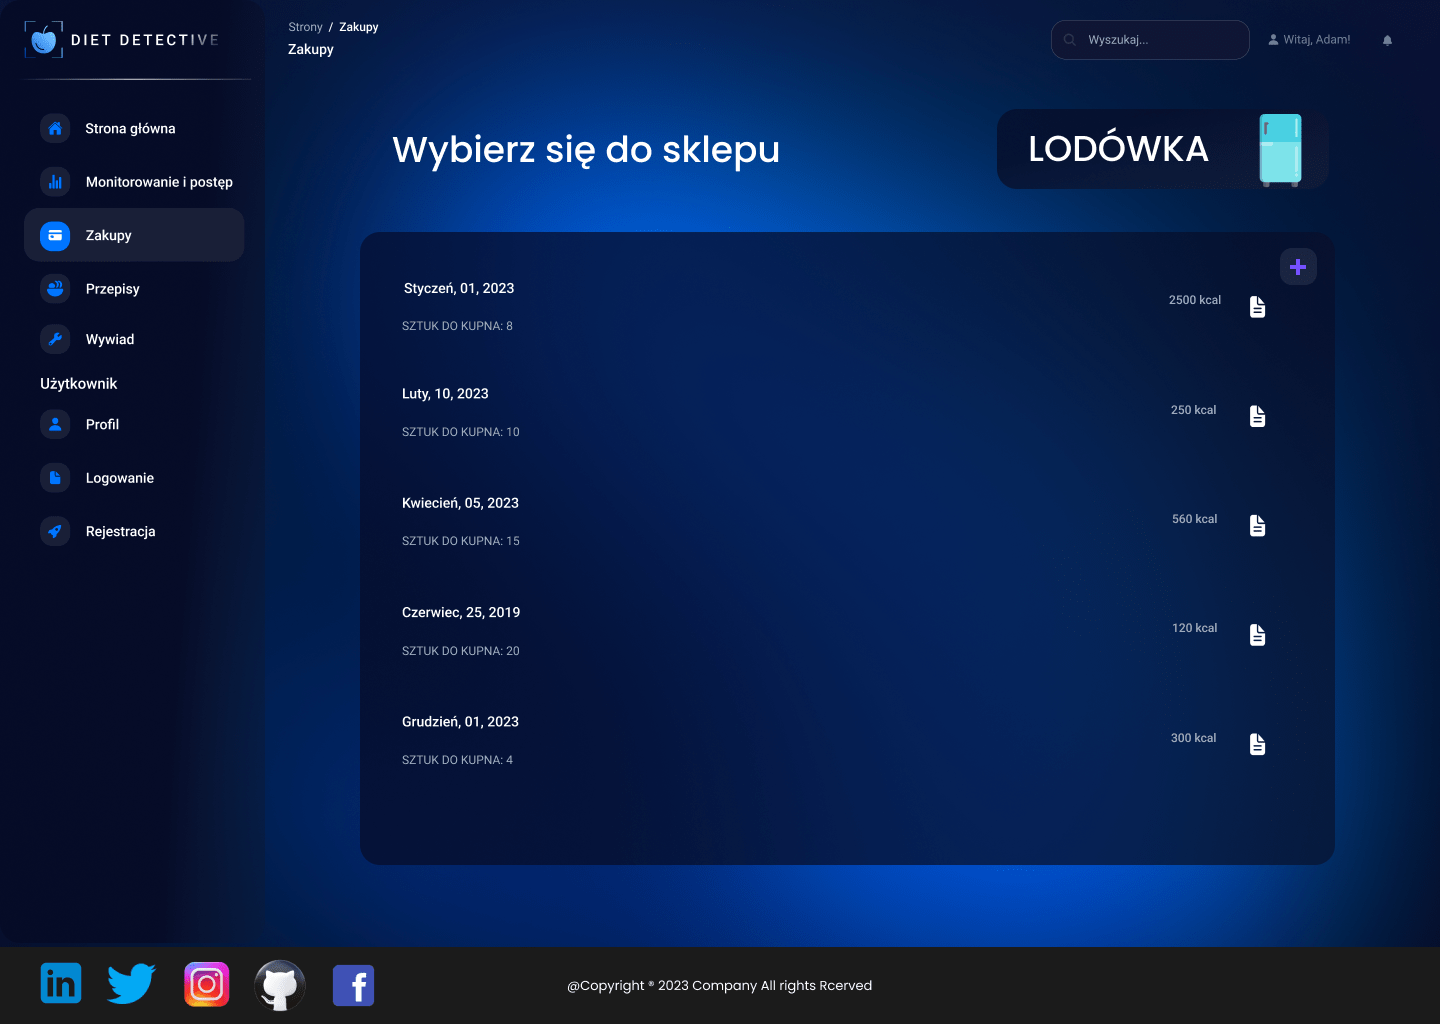 DIET DETECTIVE
Strony / Zakupy
Zakupy
Wyszukaj...
Witaj, Adam!
Strona główna
Monitorowanie i postęp
Zakupy
Przepisy
Wywiad
Użytkownik
Profil
Logowanie
Rejestracja
Wybierz się do sklepu
LODÓWKA
Styczeń, 01, 2023
2500 kcal
SZTUK DO KUPNA: 8
Luty, 10, 2023
250 kcal
SZTUK DO KUPNA: 10
Kwiecień, 05, 2023
560 kcal
SZTUK DO KUPNA: 15
Czerwiec, 25, 2019
120 kcal
SZTUK DO KUPNA: 20
Grudzień, 01, 2023
300 kcal
SZTUK DO KUPNA: 4
in
f
@Copyright ® 2023 Company All rights Rcerved